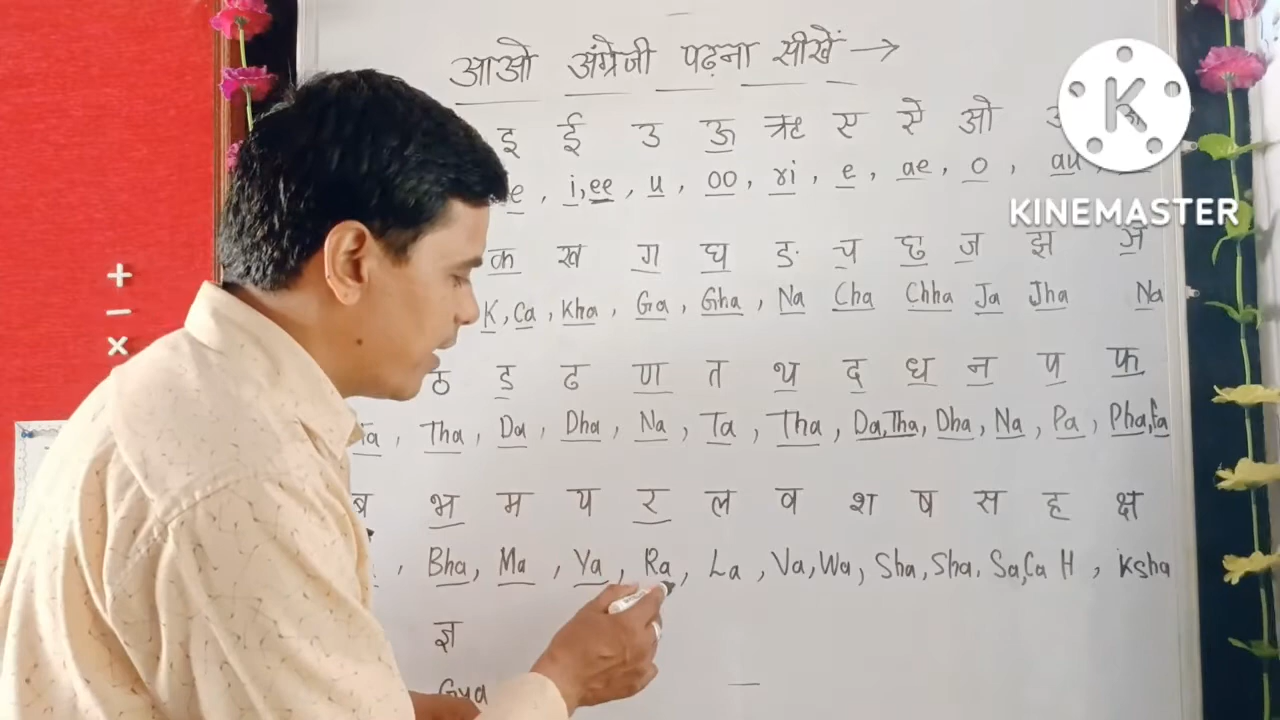 आओ अंग्रेजी पढ़ना सीखें →
इ ई उ ऊ ऋ ए ऐ ओ
e , i,ee , u , oo , ri , e , ae , o , au
KINEMASTER
क ख ग घ ङ च छ ज झ ञ
K,Ca , Kha , Ga , Gha , Na Cha Chha Ja Jha Na
ठ ड ढ ण त थ द ध न प फ
, Tha , Da , Dha , Na , Ta , Tha , Da,Tha, Dha , Na , Pa , Pha,Fa
ब भ म य र ल व श ष स ह क्ष
, Bha, Ma , Ya , Ra , La , Va,Wa, Sha, Sha. Sa,Ca H , Ksha
ज्ञ
Gya
+
−
×